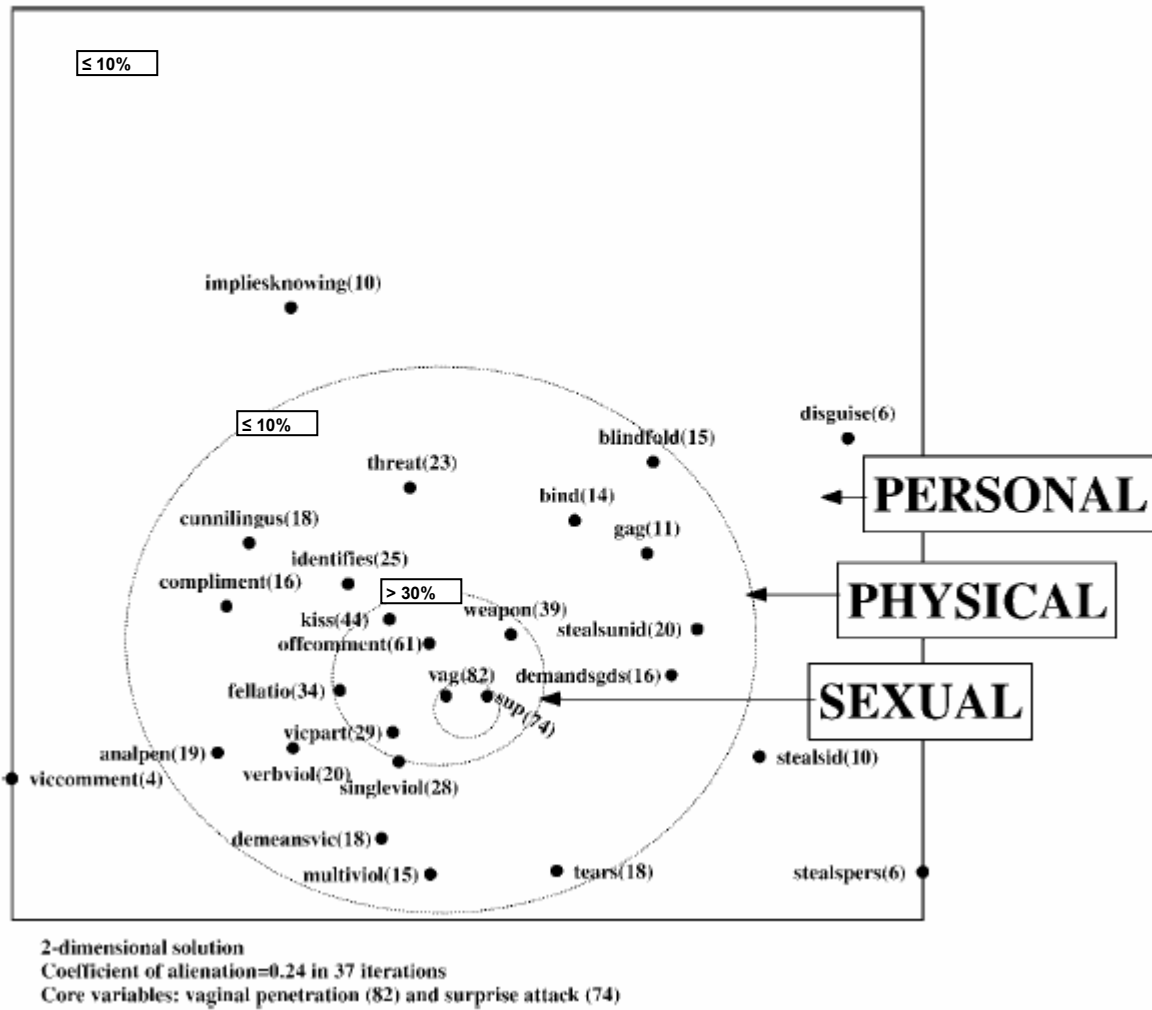 ≤ 10%
impliesknowing(10)
disguise(6)
≤ 10%
blindfold(15)
threat(23)
PERSONAL
bind(14)
cunnilingus(18)
gag(11)
identifies(25)
compliment(16)
> 30%
PHYSICAL
weapon(39)
kiss(44)
stealsunid(20)
offcomment(61)
vag(82)
demandsgds(16)
fellatio(34)
SEXUAL
sup(74)
vicpart(29)
analpen(19)
stealsid(10)
verbviol(20)
viccomment(4)
singleviol(28)
demeansvic(18)
multiviol(15)
tears(18)
stealspers(6)
2-dimensional solution
Coefficient of alienation=0.24 in 37 iterations
Core variables: vaginal penetration (82) and surprise attack (74)